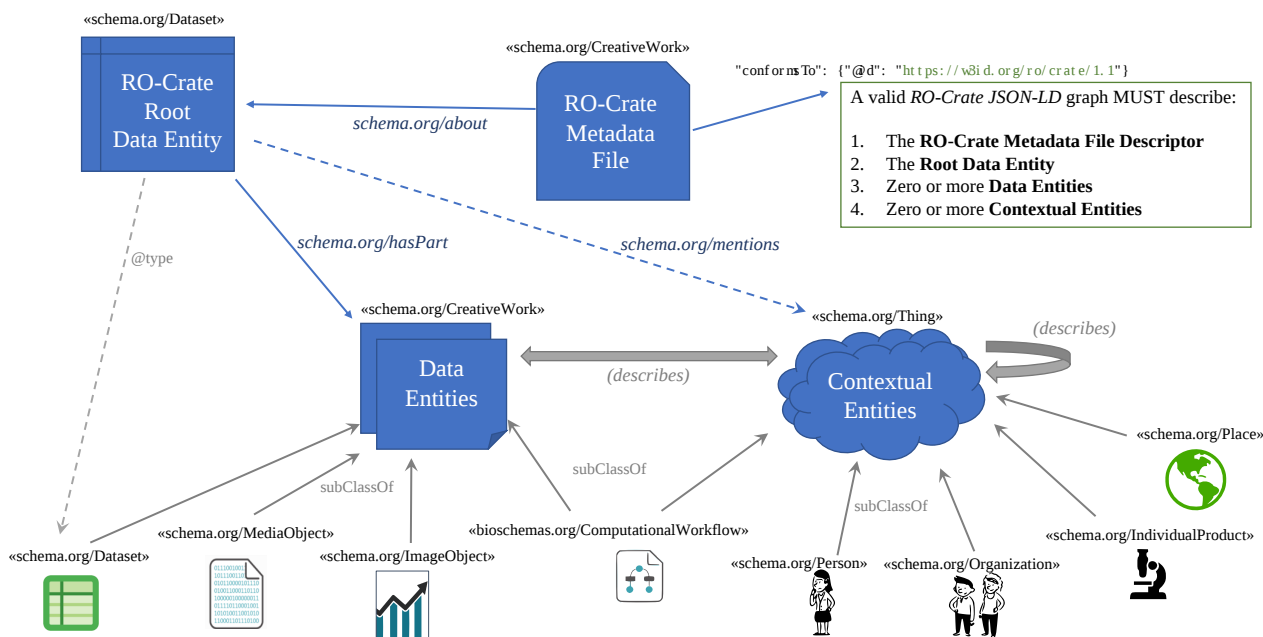 «schema.org/Dataset»
RO-Crate
Root
Data Entity
«schema.org/CreativeWork»
RO-Crate
Metadata
File
schema.org/about
"conformsTo": {"@id": "https://w3id.org/ro/crate/1.1"}
A valid RO-Crate JSON-LD graph MUST describe:
1. The RO-Crate Metadata File Descriptor
2. The Root Data Entity
3. Zero or more Data Entities
4. Zero or more Contextual Entities
schema.org/hasPart
schema.org/mentions
@type
«schema.org/CreativeWork»
Data
Entities
(describes)
«schema.org/Thing»
Contextual
Entities
(describes)
subClassOf
subClassOf
subClassOf
«schema.org/Place»
«schema.org/Dataset»
«schema.org/MediaObject»
«schema.org/ImageObject»
«bioschemas.org/ComputationalWorkflow»
«schema.org/Person»
«schema.org/Organization»
«schema.org/IndividualProduct»